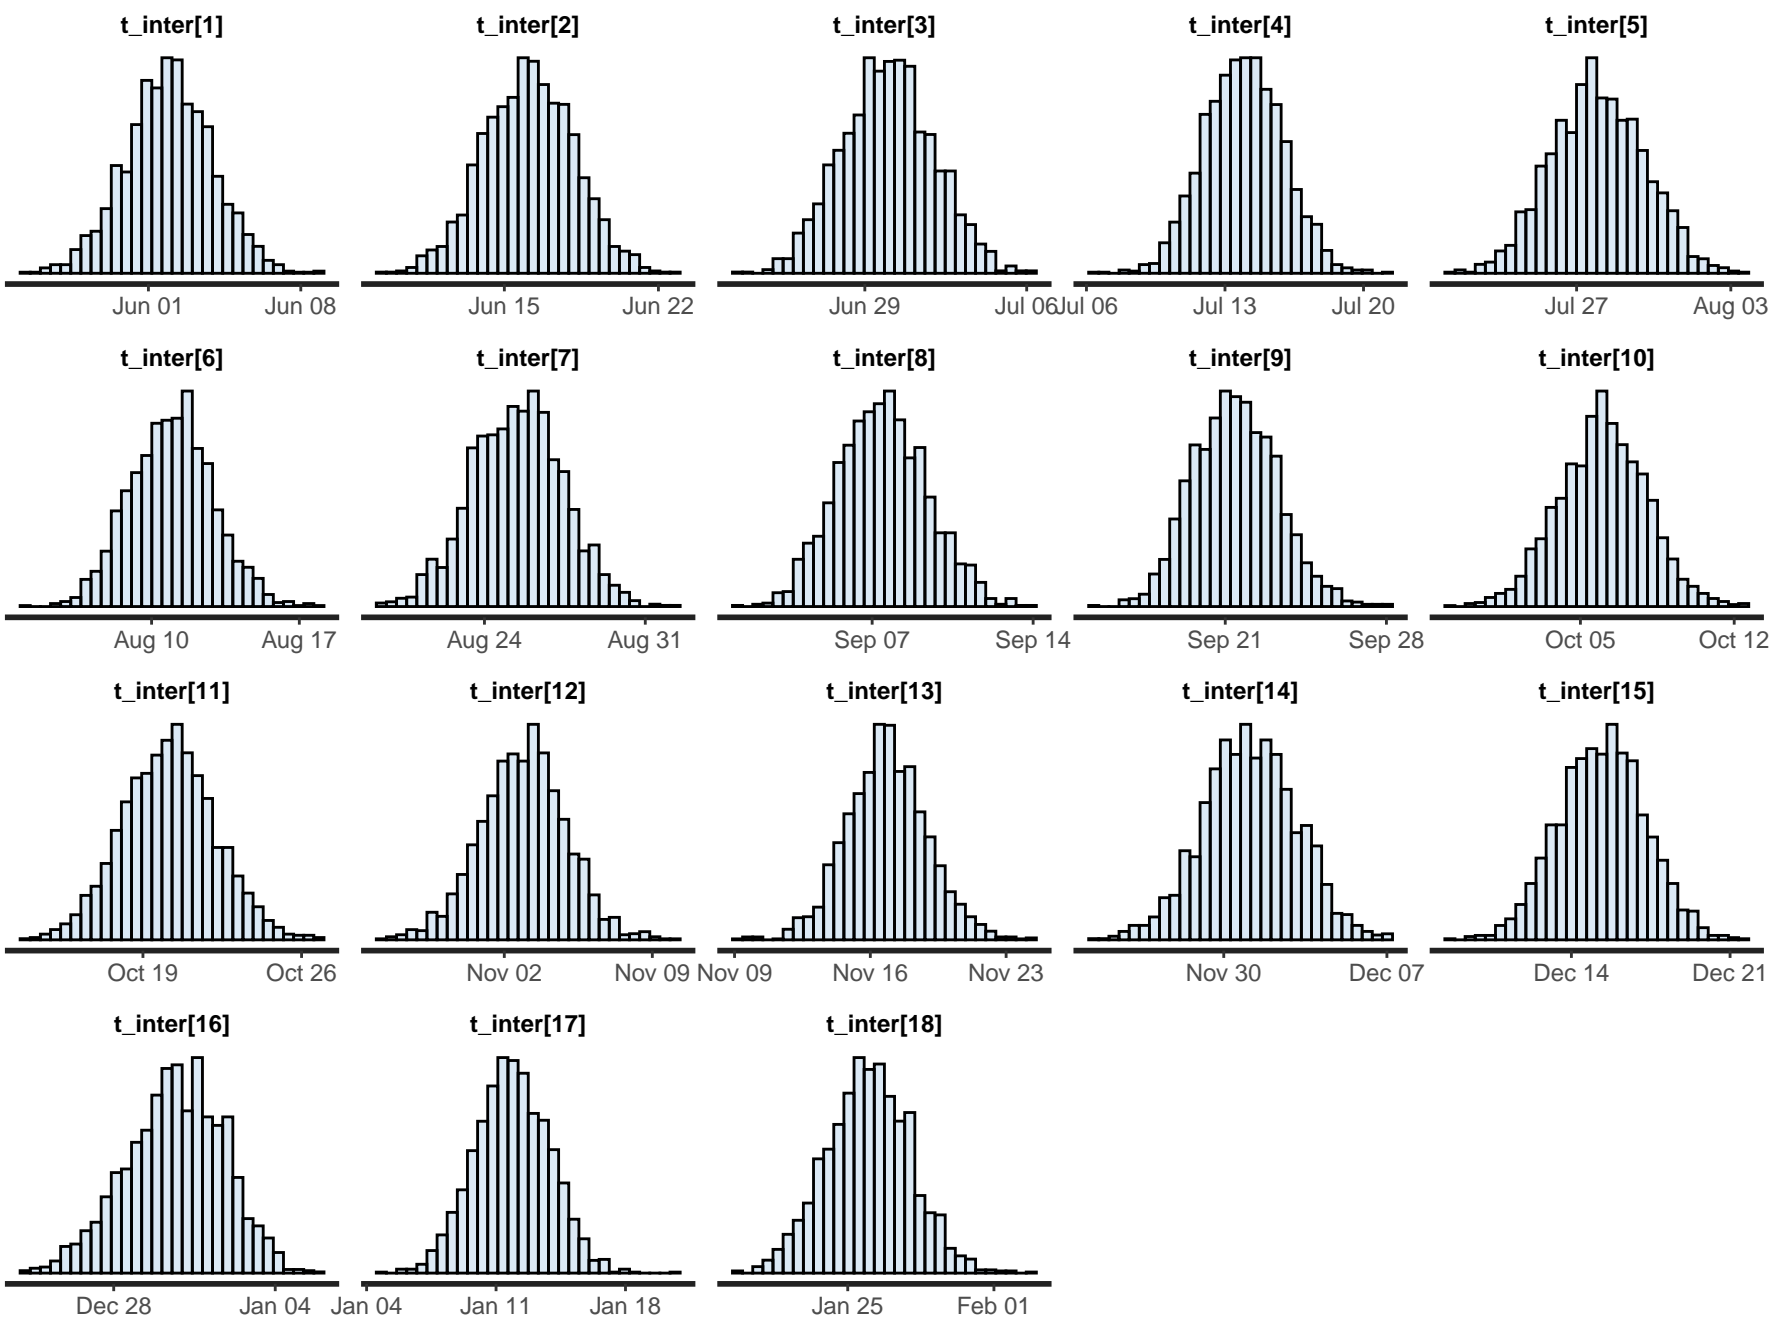 t_inter[1] t_inter[2] t_inter[3] t_inter[4] t_inter[5]
Jun 01 Jun 08 Jun 15 Jun 22 Jun 29 Jul 06 Jul 06 Jul 13 Jul 20 Jul 27 Aug 03
t_inter[6] t_inter[7] t_inter[8] t_inter[9] t_inter[10]
Aug 10 Aug 17 Aug 24 Aug 31 Sep 07 Sep 14 Sep 21 Sep 28 Oct 05 Oct 12
t_inter[11] t_inter[12] t_inter[13] t_inter[14] t_inter[15]
Oct 19 Oct 26 Nov 02 Nov 09 Nov 09 Nov 16 Nov 23 Nov 30 Dec 07 Dec 14 Dec 21
t_inter[16] t_inter[17] t_inter[18]
Dec 28 Jan 04 Jan 04 Jan 11 Jan 18 Jan 25 Feb 01